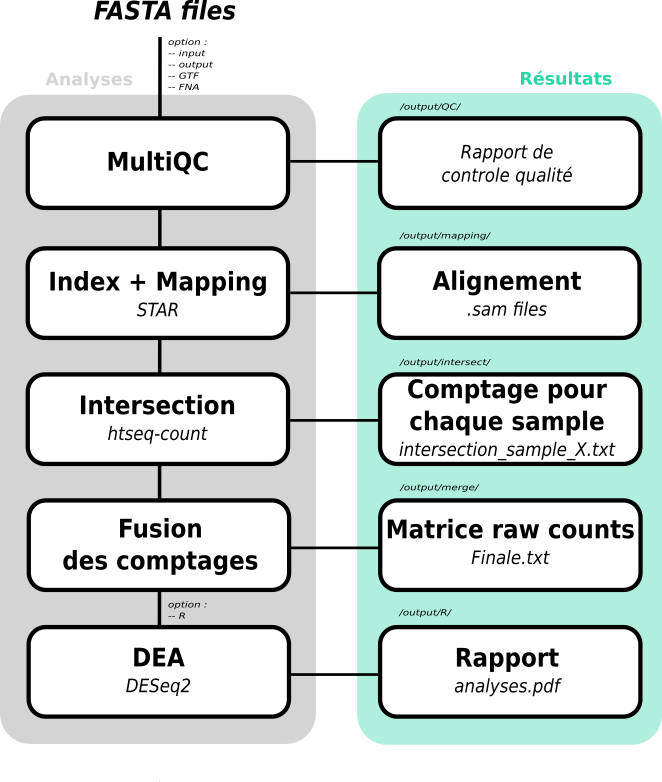 FASTA files
option :
-- input
-- output
-- GTF
-- FNA
Analyses
Résultats
/output/QC/
MultiQC
Rapport de
controle qualité
/output/mapping/
Index + Mapping
STAR
Alignement
.sam files
/output/intersect/
Intersection
htseq-count
Comptage pour
chaque sample
intersection_sample_X.txt
/output/merge/
Fusion
des comptages
Matrice raw counts
Finale.txt
option :
-- R
/output/R/
DEA
DESeq2
Rapport
analyses.pdf